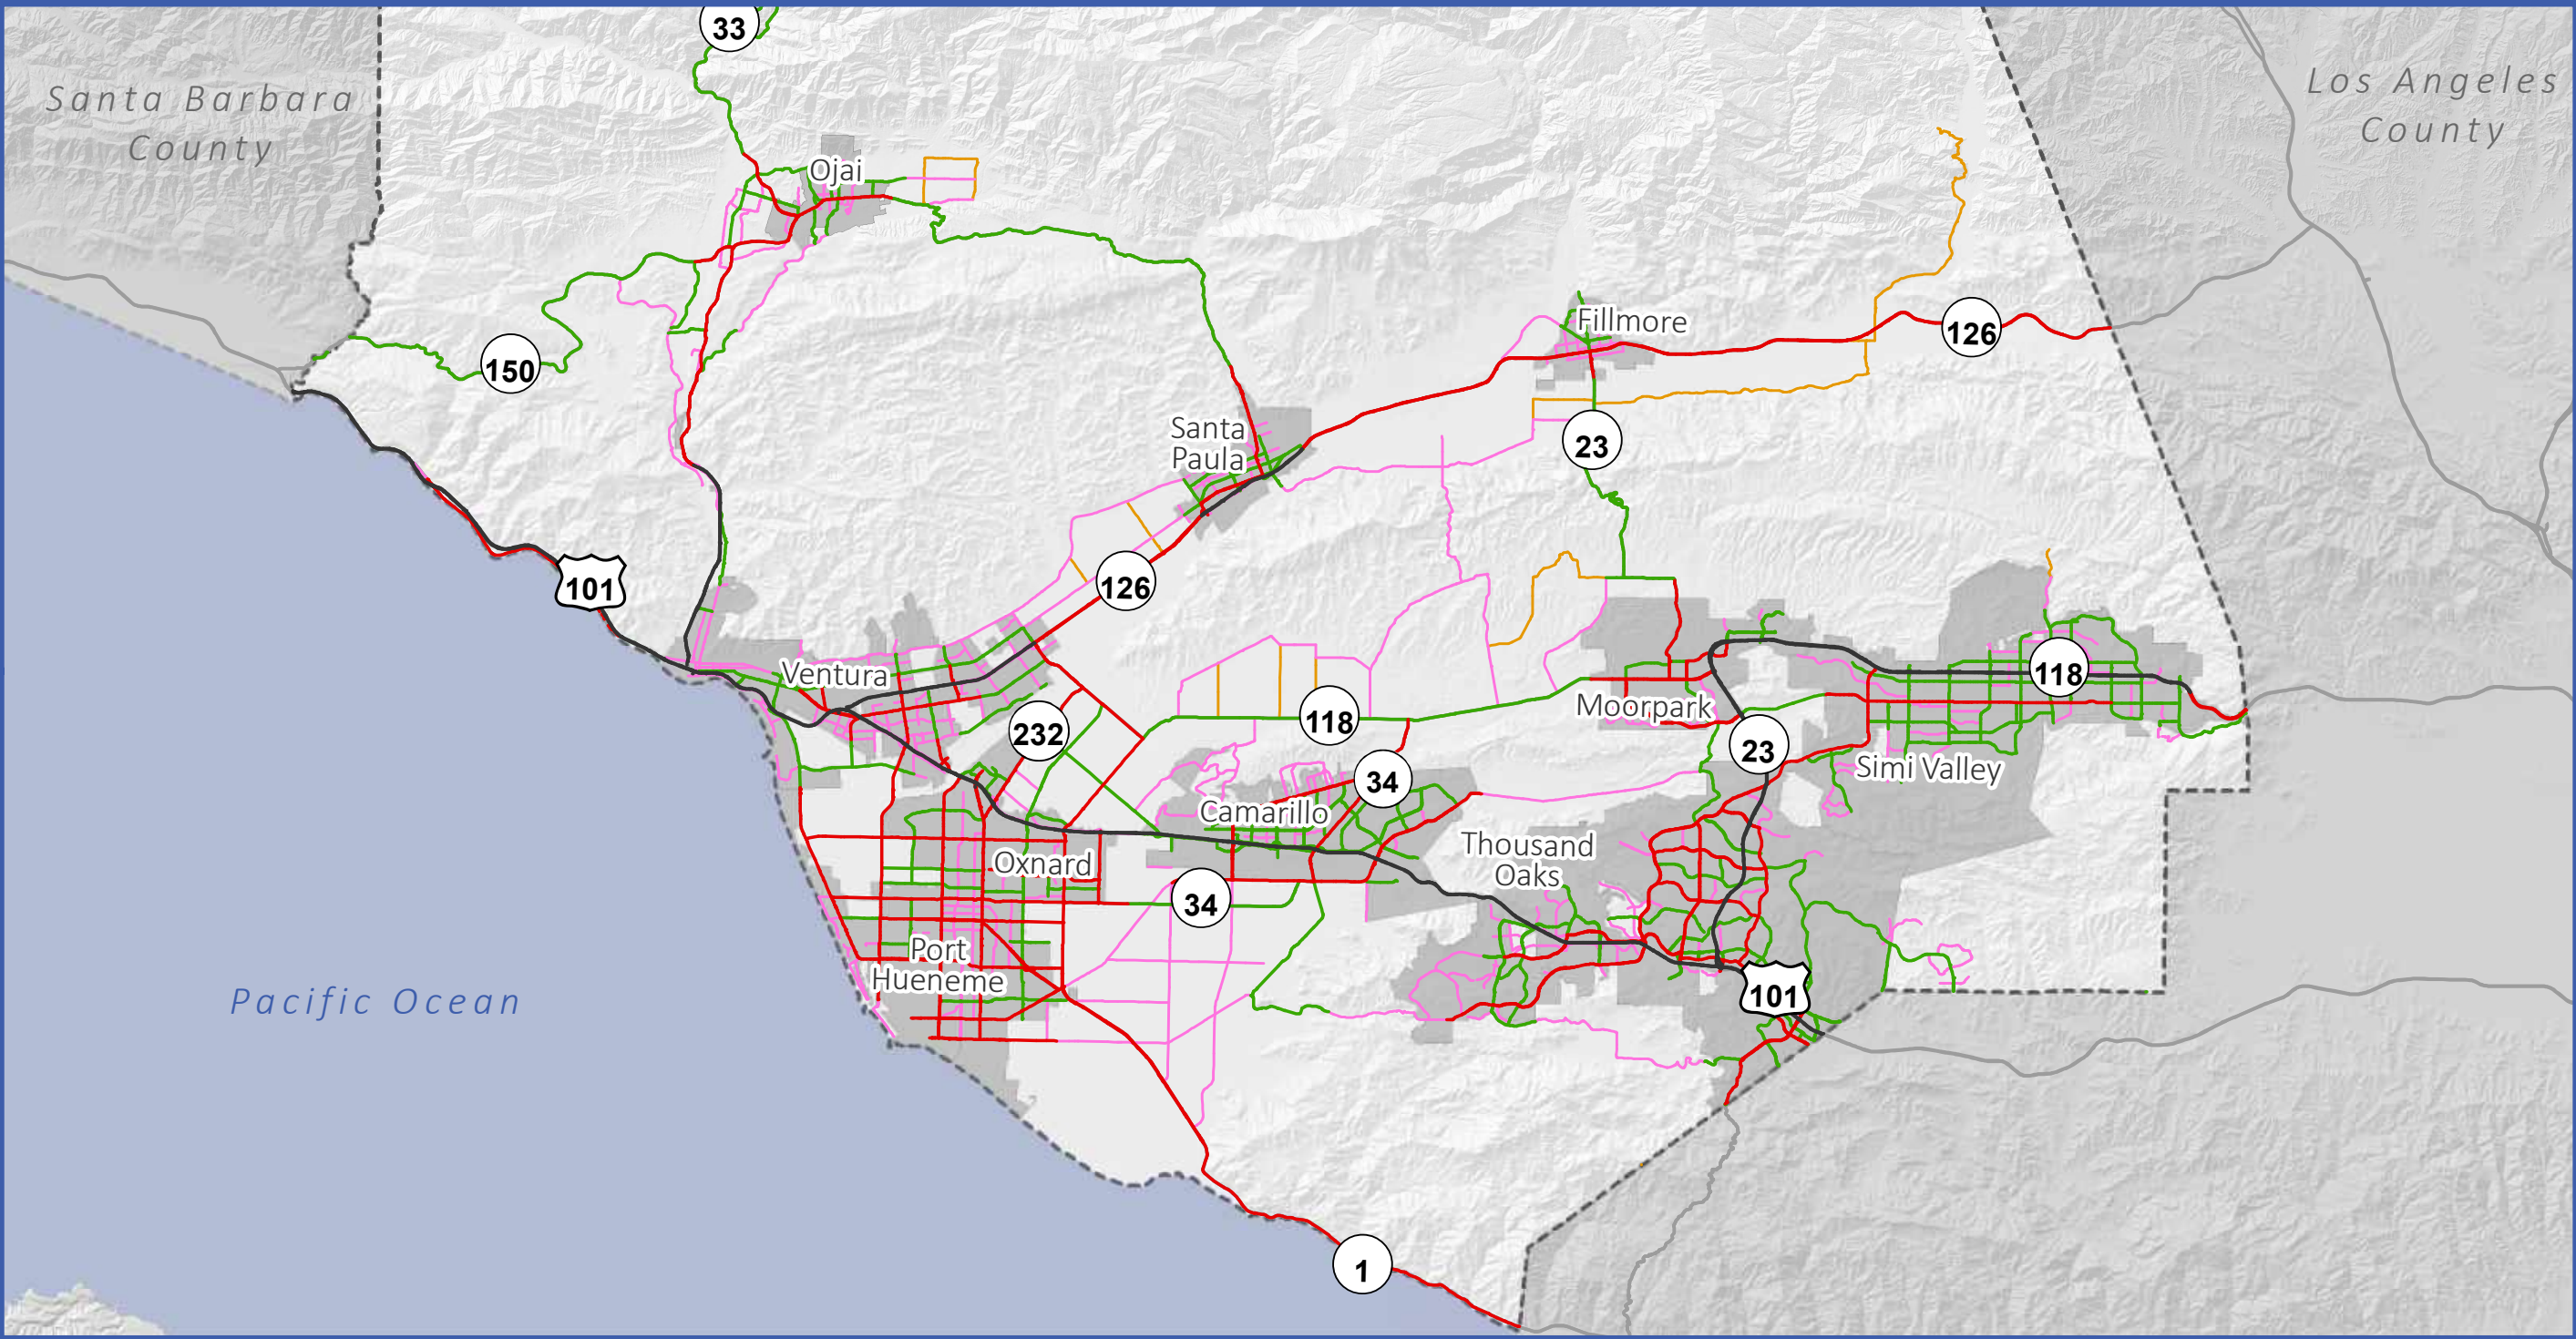 33
Santa Barbara
County
Los Angeles
County
Ojai
Fillmore
126
150
23
Santa
Paula
101
126
Ventura
118
232
118
Moorpark
23
34
Simi Valley
Camarillo
Thousand
Oaks
Oxnard
34
Port
Hueneme
101
Pacific Ocean
1